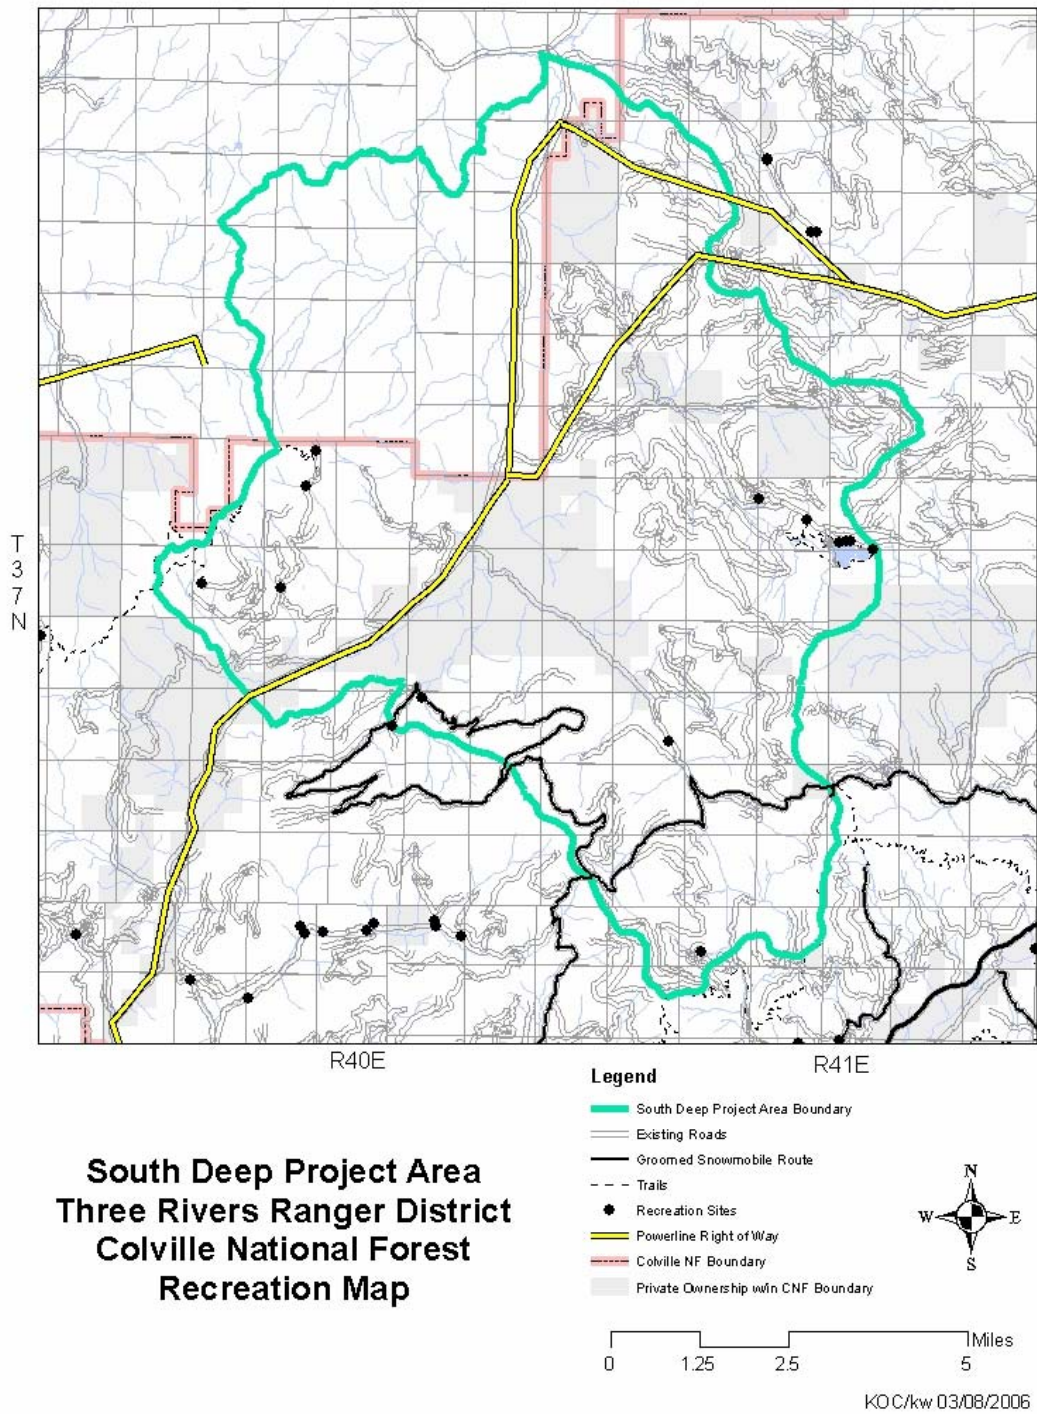 T
3
7
N
R40E
R41E
Legend
South Deep Project Area Boundary
Existing Roads
Groomed Snowmobile Route
Trails
Recreation Sites
Powerline Right of Way
Colville NF Boundary
Private Ownership w/in CNF Boundary
South Deep Project Area
Three Rivers Ranger District
Colville National Forest
Recreation Map
N
W E
S
Miles
0 1.25 2.5 5
KOC/kw 03/08/2006